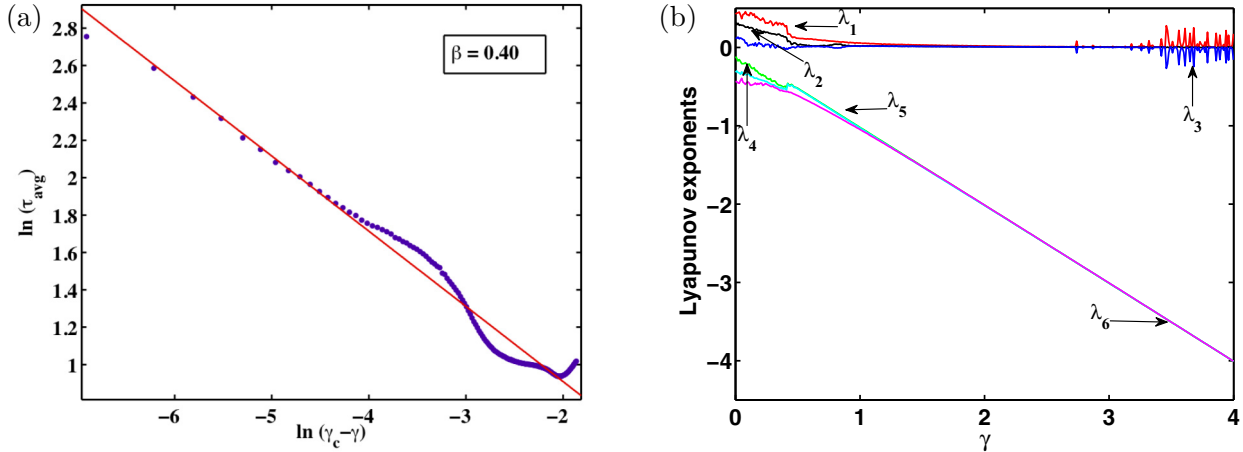 (a)
2.8
2.6
2.4
2.2
2
1.8
1.6
1.4
1.2
1
ln (τavg)
β = 0.40
−6 −5 −4 −3 −2
ln (γc−γ)
(b)
0
−1
−2
−3
−4
Lyapunov exponents
λ1
λ2
λ3
λ4
λ5
λ6
0 1 2 3 4
γ